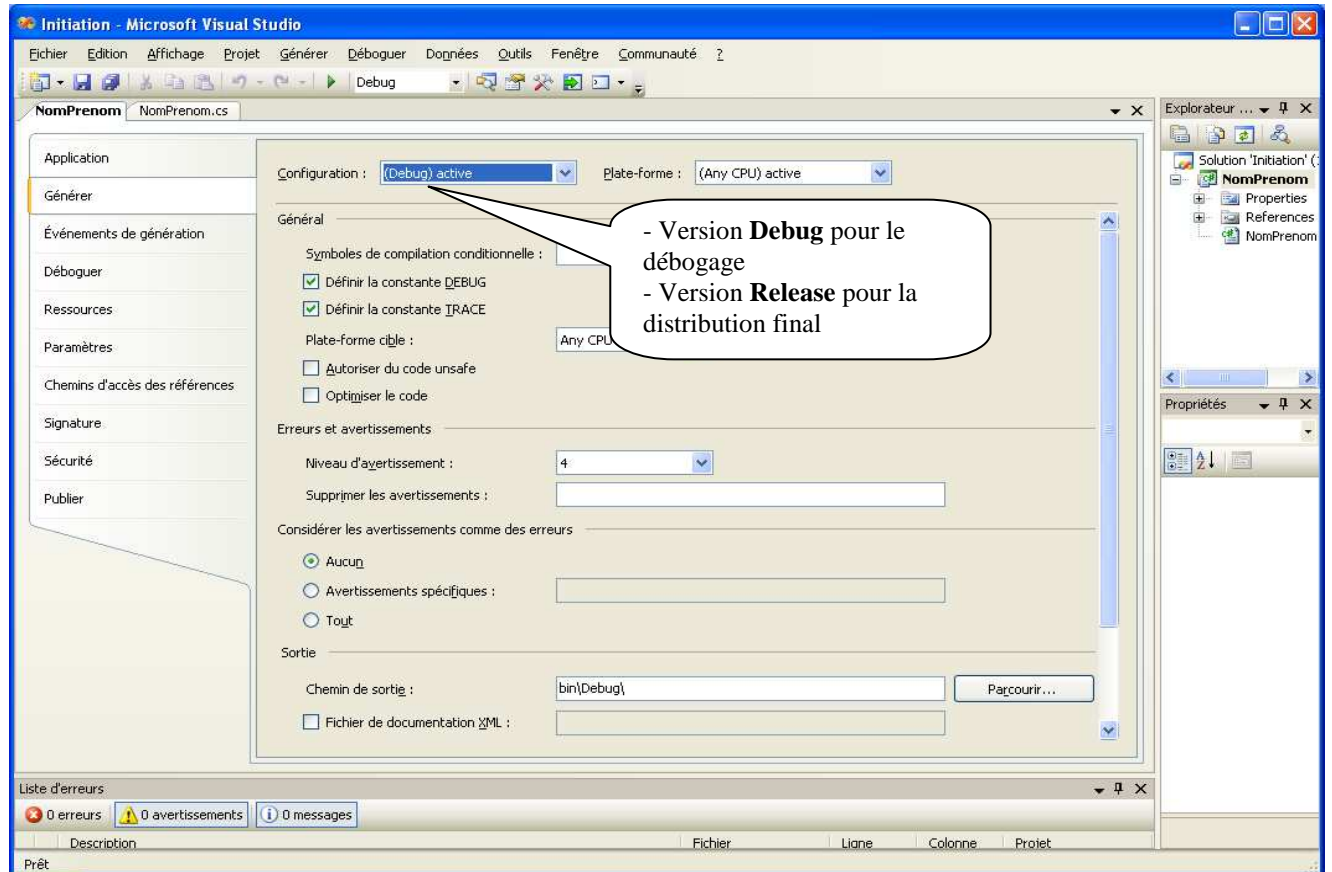 Initiation - Microsoft Visual Studio
Fichier Edition Affichage Projet Générer Déboguer Données Outils Fenêtre Communauté ?
Debug
NomPrenom NomPrenom.cs
Explorateur ...
Solution 'Initiation' (
NomPrenom
Properties
References
NomPrenom
Application
Générer
Événements de génération
Déboguer
Ressources
Paramètres
Chemins d'accès des références
Signature
Sécurité
Publier
Configuration : (Debug) active Plate-forme : (Any CPU) active
Général
Symboles de compilation conditionnelle :
Définir la constante DEBUG
Définir la constante TRACE
Plate-forme cible : Any CPU
Autoriser du code unsafe
Optimiser le code
- Version Debug pour le
débogage
- Version Release pour la
distribution final
Erreurs et avertissements
Niveau d'avertissement : 4
Supprimer les avertissements :
Considérer les avertissements comme des erreurs
Aucun
Avertissements spécifiques :
Tout
Sortie
Chemin de sortie : bin\Debug\ Parcourir...
Fichier de documentation XML :
Propriétés
Liste d'erreurs
0 erreurs 0 avertissements 0 messages
Description Fichier Ligne Colonne Projet
Prêt